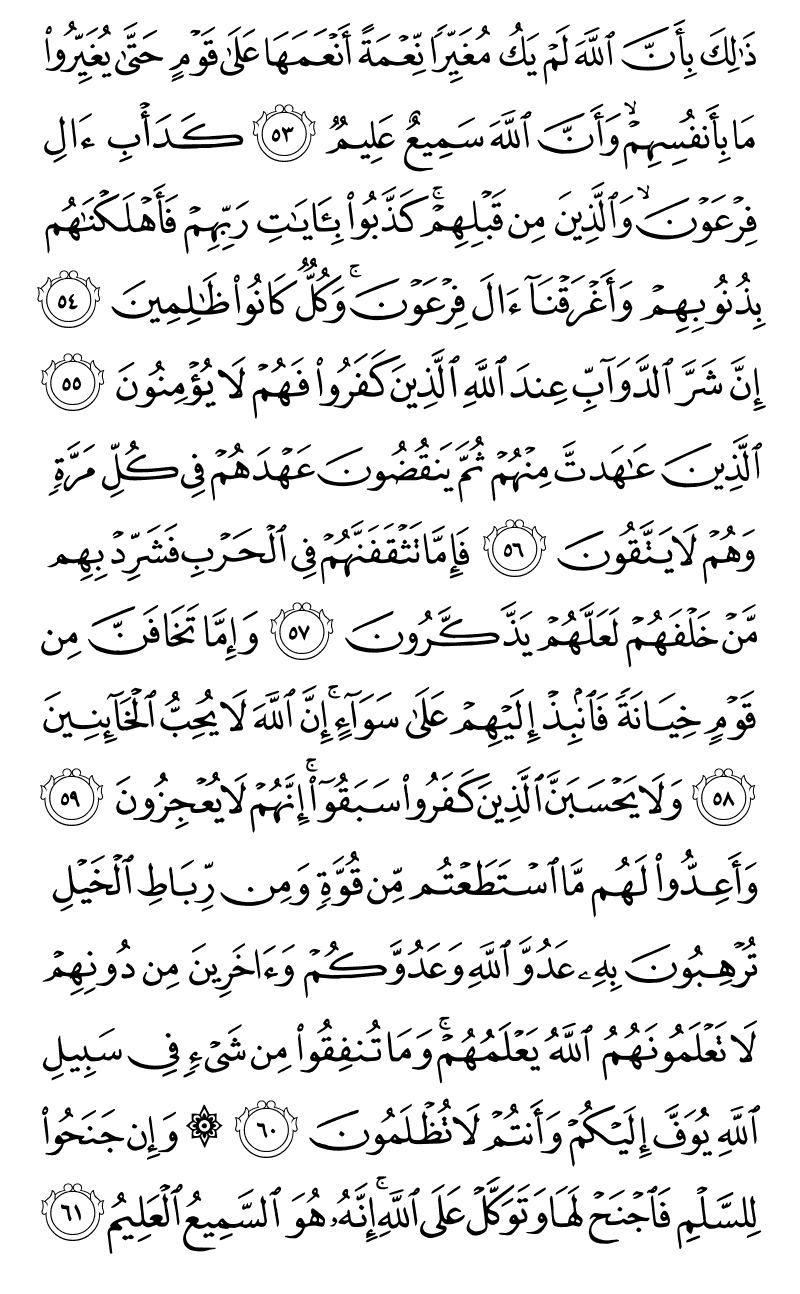 ذَٰلِكَ بِأَنَّ ٱللَّهَ لَمۡ يَكُ مُغَيِّرٗا نِّعۡمَةً أَنۡعَمَهَا عَلَىٰ قَوۡمٍ حَتَّىٰ يُغَيِّرُواْ
مَا بِأَنفُسِهِمۡ وَأَنَّ ٱللَّهَ سَمِيعٌ عَلِيمٞ ٥٣ كَدَأۡبِ ءَالِ
فِرۡعَوۡنَ وَٱلَّذِينَ مِن قَبۡلِهِمۡۚ كَذَّبُواْ بِـَٔايَٰتِ رَبِّهِمۡ فَأَهۡلَكۡنَٰهُم
بِذُنُوبِهِمۡ وَأَغۡرَقۡنَآ ءَالَ فِرۡعَوۡنَۚ وَكُلّٞ كَانُواْ ظَٰلِمِينَ ٥٤
إِنَّ شَرَّ ٱلدَّوَآبِّ عِندَ ٱللَّهِ ٱلَّذِينَ كَفَرُواْ فَهُمۡ لَا يُؤۡمِنُونَ ٥٥
ٱلَّذِينَ عَٰهَدتَّ مِنۡهُمۡ ثُمَّ يَنقُضُونَ عَهۡدَهُمۡ فِي كُلِّ مَرَّةٖ
وَهُمۡ لَا يَتَّقُونَ ٥٦ فَإِمَّا تَثۡقَفَنَّهُمۡ فِي ٱلۡحَرۡبِ فَشَرِّدۡ بِهِم
مَّنۡ خَلۡفَهُمۡ لَعَلَّهُمۡ يَذَّكَّرُونَ ٥٧ وَإِمَّا تَخَافَنَّ مِن
قَوۡمٍ خِيَانَةٗ فَٱنۢبِذۡ إِلَيۡهِمۡ عَلَىٰ سَوَآءٍۚ إِنَّ ٱللَّهَ لَا يُحِبُّ ٱلۡخَآئِنِينَ
٥٨ وَلَا يَحۡسَبَنَّ ٱلَّذِينَ كَفَرُواْ سَبَقُوٓاْۚ إِنَّهُمۡ لَا يُعۡجِزُونَ ٥٩
وَأَعِدُّواْ لَهُم مَّا ٱسۡتَطَعۡتُم مِّن قُوَّةٖ وَمِن رِّبَاطِ ٱلۡخَيۡلِ
تُرۡهِبُونَ بِهِۦ عَدُوَّ ٱللَّهِ وَعَدُوَّكُمۡ وَءَاخَرِينَ مِن دُونِهِمۡ
لَا تَعۡلَمُونَهُمُ ٱللَّهُ يَعۡلَمُهُمۡۚ وَمَا تُنفِقُواْ مِن شَيۡءٖ فِي سَبِيلِ
ٱللَّهِ يُوَفَّ إِلَيۡكُمۡ وَأَنتُمۡ لَا تُظۡلَمُونَ ٦٠ ۞ وَإِن جَنَحُواْ
لِلسَّلۡمِ فَٱجۡنَحۡ لَهَا وَتَوَكَّلۡ عَلَى ٱللَّهِۚ إِنَّهُۥ هُوَ ٱلسَّمِيعُ ٱلۡعَلِيمُ ٦١